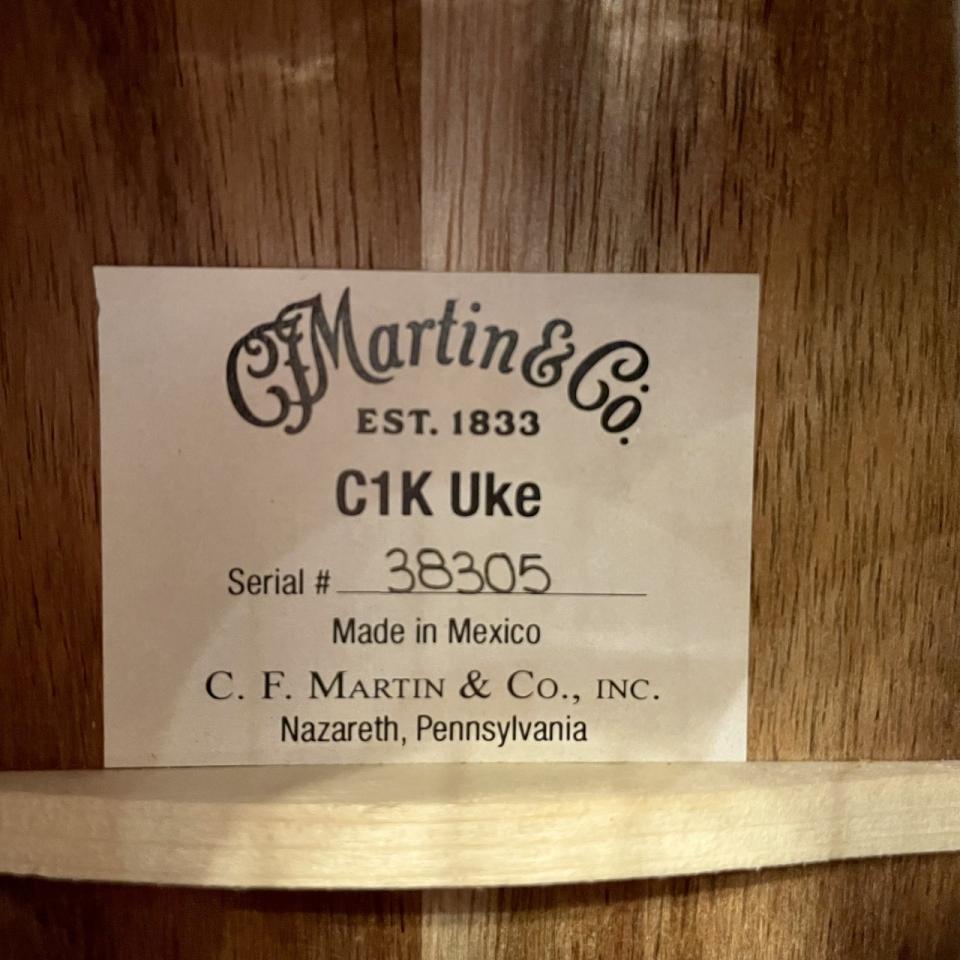 CFMartin & Co.
EST. 1833
C1K Uke
Serial # 38305
Made in Mexico
C. F. MARTIN & CO., INC.
Nazareth, Pennsylvania